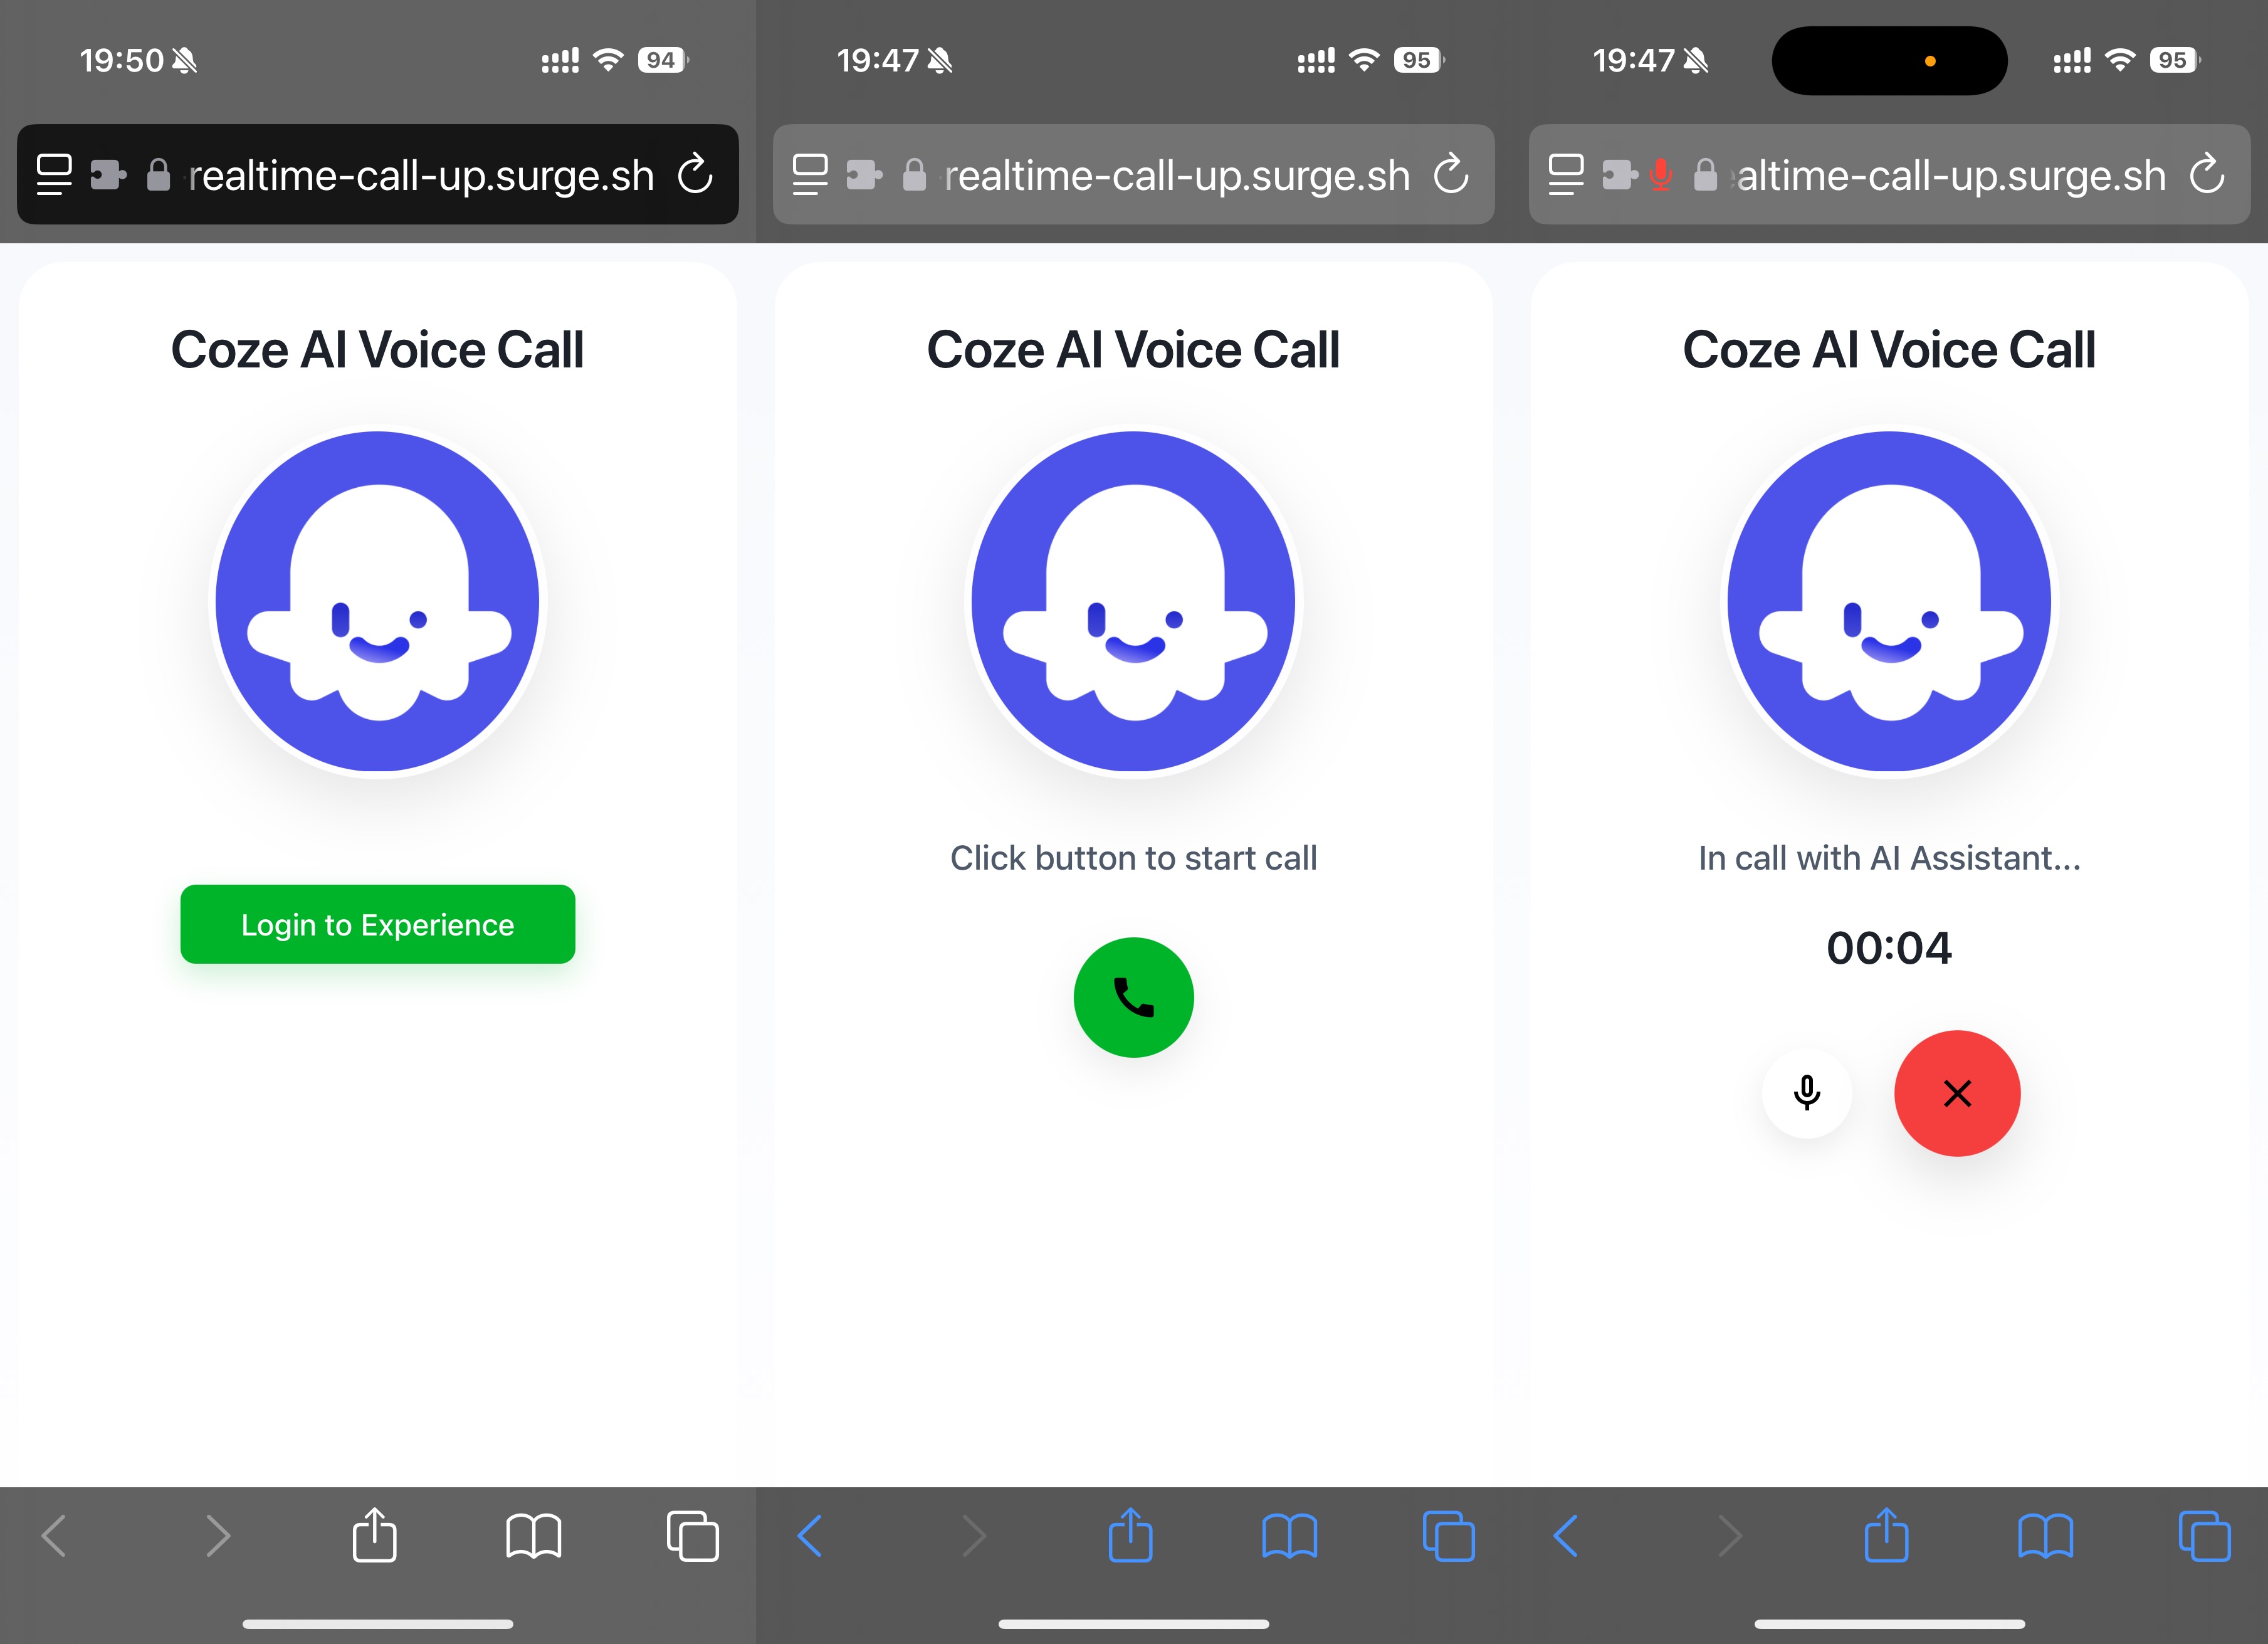 19:50
94
realtime-call-up.surge.sh
Coze AI Voice Call
Login to Experience
19:47
95
realtime-call-up.surge.sh
Coze AI Voice Call
Click button to start call
19:47
95
ealtime-call-up.surge.sh
Coze AI Voice Call
In call with AI Assistant...
00:04